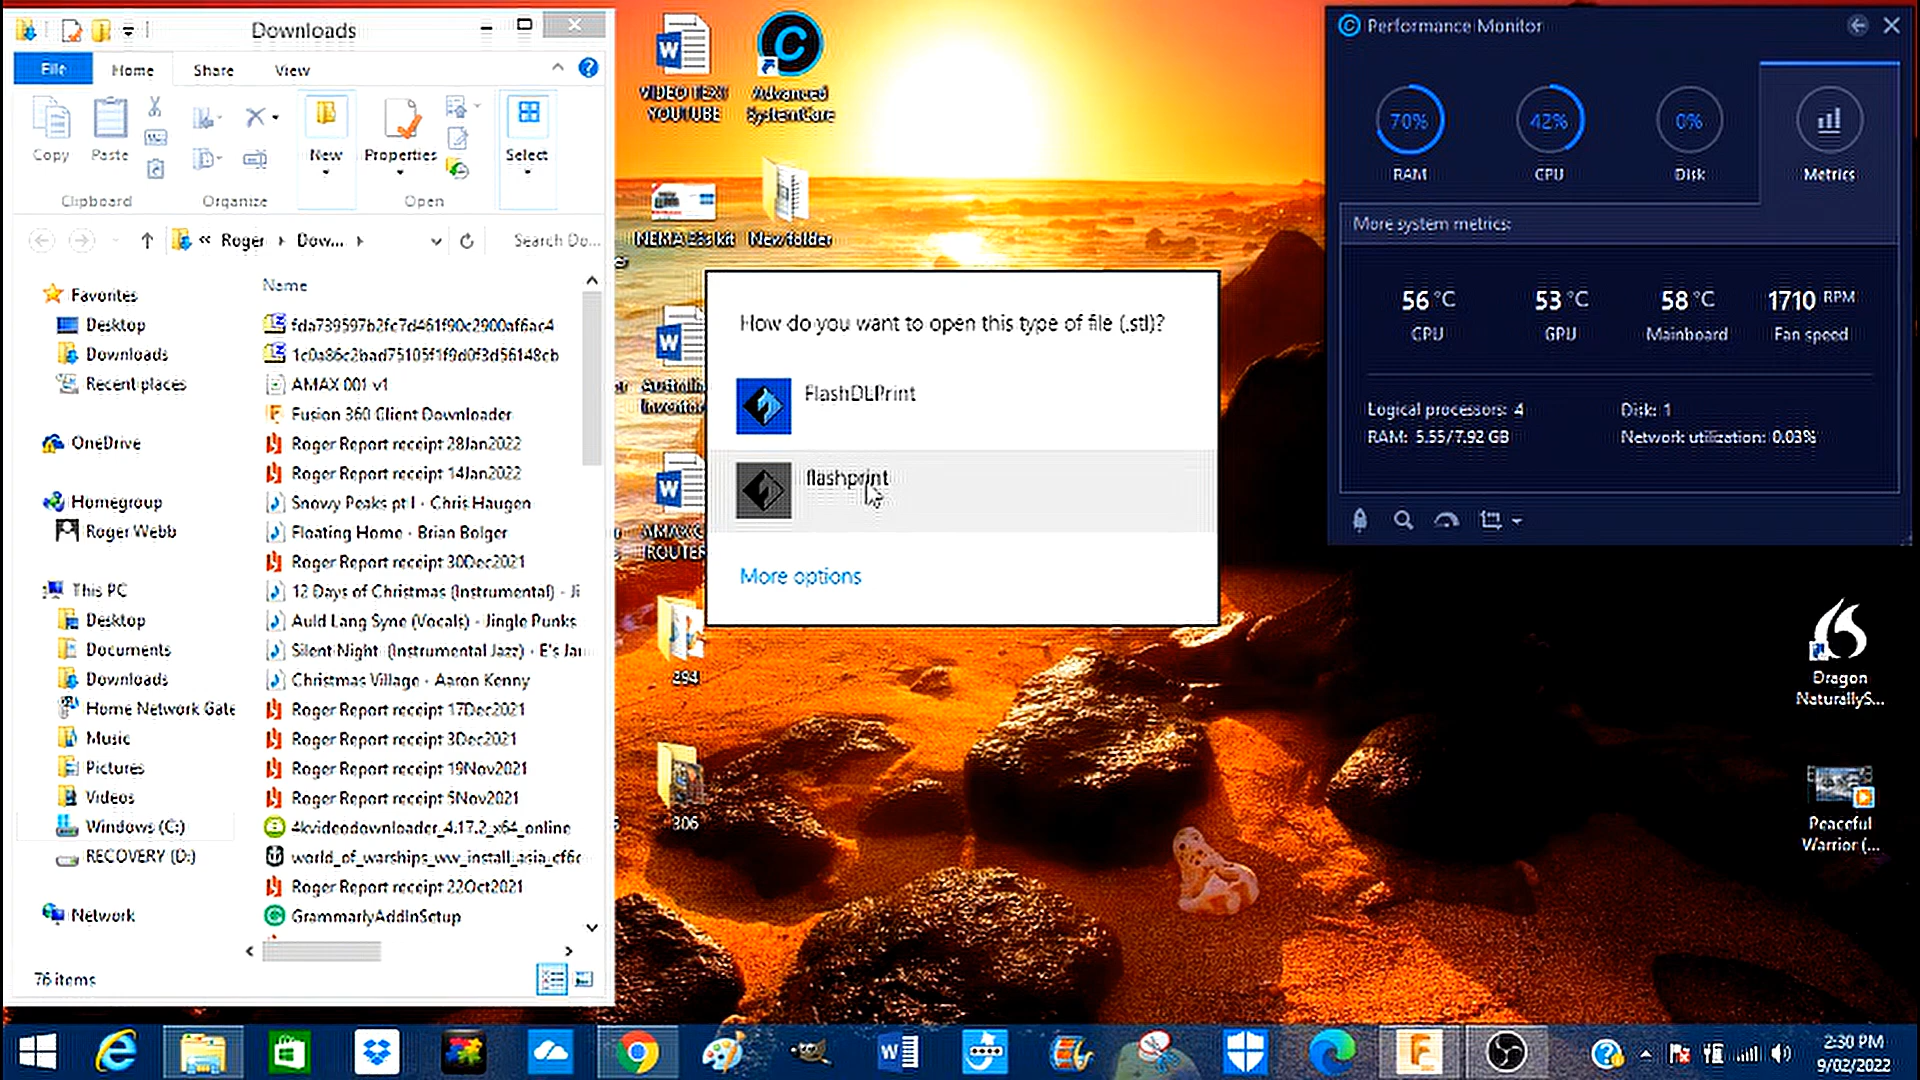 Downloads
File
Home
Share
View
Copy
Paste
New
Properties
Select
Clipboard
Organize
Open
« Roger
Dow...
Search Do...
Name
Favorites
Desktop
Downloads
Recent places
OneDrive
Homegroup
Roger Webb
This PC
Desktop
Documents
Downloads
Home Network Gate
Music
Pictures
Videos
Windows (C:)
RECOVERY (D:)
Network
AMAX 001 v1
Fusion 360 Client Downloader
Roger Report receipt 28Jan2022
Roger Report receipt 14Jan2022
Snowy Peaks pt I - Chris Haugen
Floating Home - Brian Bolger
Roger Report receipt 30Dec2021
12 Days of Christmas (Instrumental) - Ji
Auld Lang Syne (Vocals) - Jingle Punks
Silent Night (Instrumental Jazz) - E's Jau
Christmas Village - Aaron Kenny
Roger Report receipt 17Dec2021
Roger Report receipt 3Dec2021
Roger Report receipt 19Nov2021
Roger Report receipt 5Nov2021
4kvideodownloader_4.17.2_x64_online
Roger Report receipt 22Oct2021
GrammarlyAddInSetup
76 items
VIDEO TEXT
YOUTUBE
Advanced
SystemCare
NEMA 23s kit
New folder
Australian
Inventor
ROUTER
294
306
How do you want to open this type of file (.stl)?
FlashDLPrint
flashprint
More options
Performance Monitor
70%
42%
0%
RAM
CPU
Disk
Metrics
More system metrics:
56 °C
53 °C
58 °C
1710 RPM
CPU
GPU
Mainboard
Fan speed
Logical processors: 4
Disk: 1
RAM: 5.55/7.92 GB
Network utilization: 0.03%
Dragon
NaturallyS...
Peaceful
Warrior (...
2:30 PM
9/02/2022